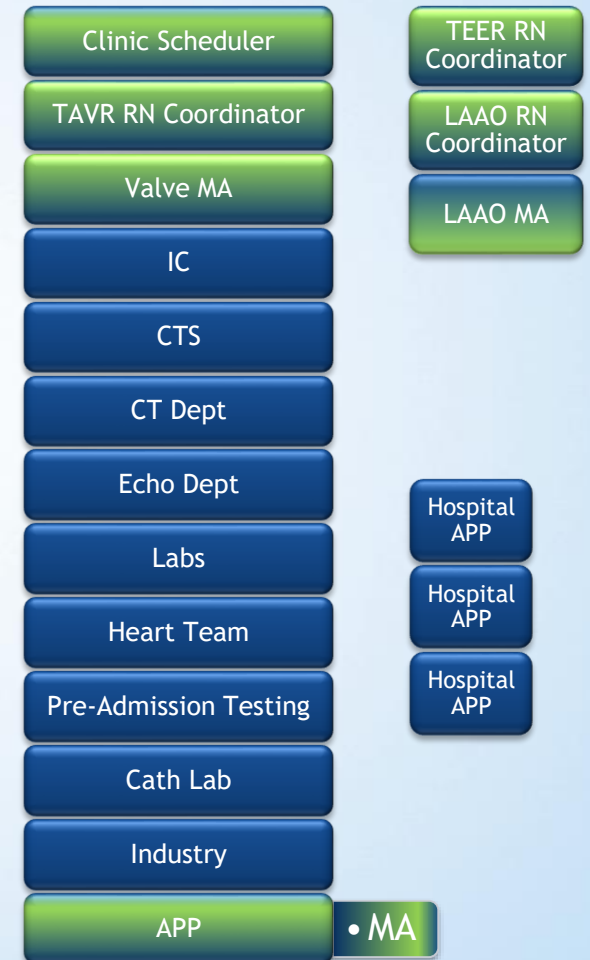 Clinic Scheduler
TAVR RN Coordinator
Valve MA
IC
CTS
CT Dept
Echo Dept
Labs
Heart Team
Pre-Admission Testing
Cath Lab
Industry
APP
• MA
TEER RN
Coordinator
LAAO RN
Coordinator
LAAO MA
Hospital
APP
Hospital
APP
Hospital
APP